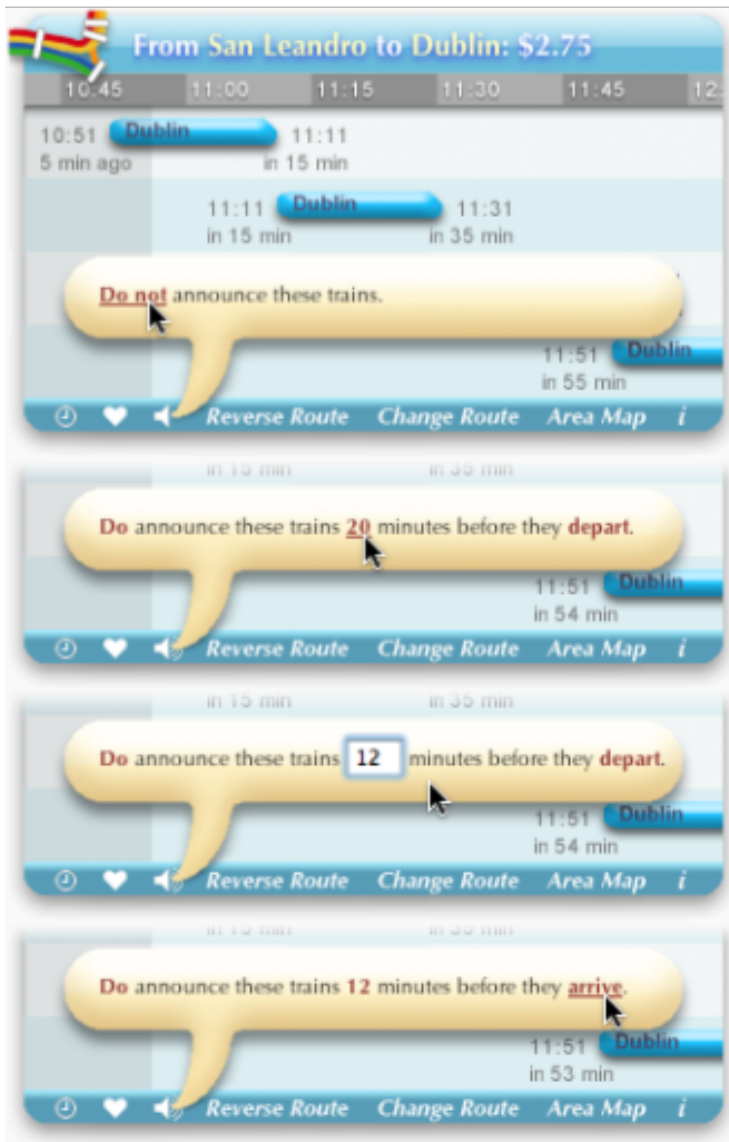 From San Leandro to Dublin: $2.75
10:45 11:00 11:15 11:30 11:45 12:
10:51 Dublin 11:11
5 min ago in 15 min
11:11 Dublin 11:31
in 15 min in 35 min
Do not announce these trains.
11:51 Dublin
in 55 min
Reverse Route Change Route Area Map i
in 15 min in 35 min
Do announce these trains 20 minutes before they depart.
11:51 Dublin
in 54 min
Reverse Route Change Route Area Map i
in 15 min in 35 min
Do announce these trains 12 minutes before they depart.
11:51 Dublin
in 54 min
Reverse Route Change Route Area Map i
Do announce these trains 12 minutes before they arrive.
11:51 Dublin
in 53 min
Reverse Route Change Route Area Map i